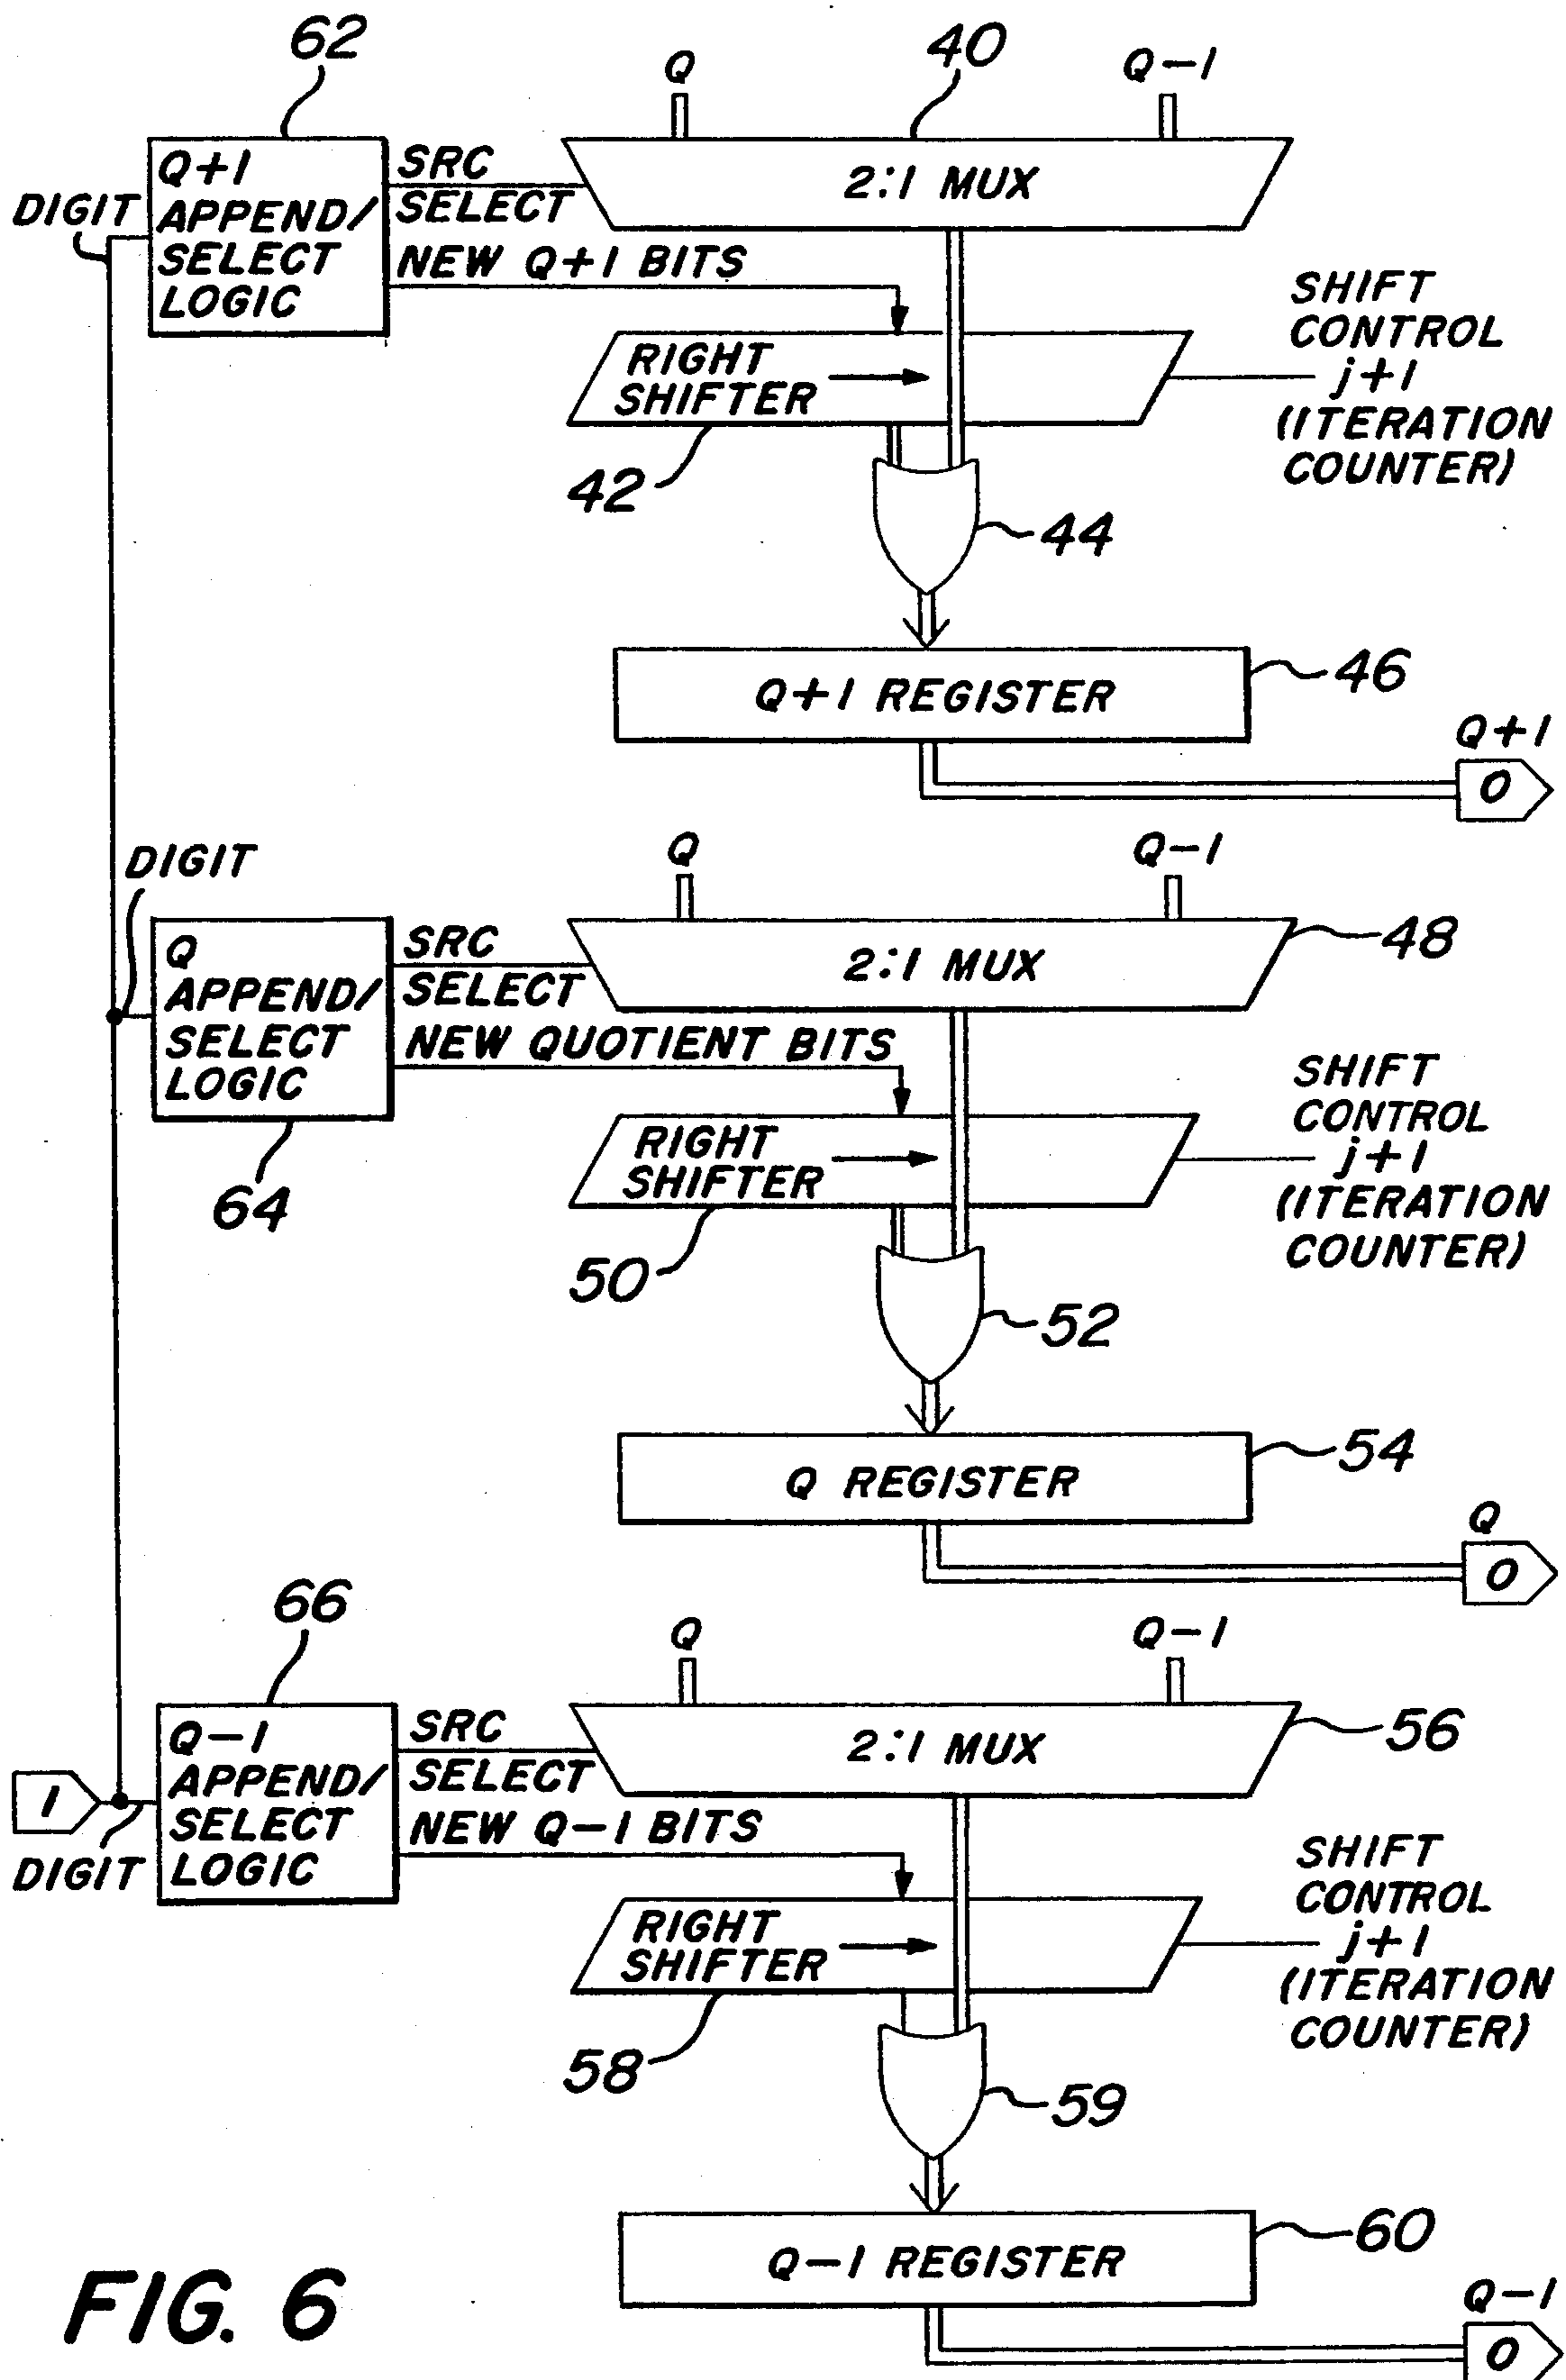 62
Q
40
Q-1
Q+1
APPEND/
SELECT
LOGIC
DIGIT
SRC
SELECT
NEW Q+1 BITS
2:1 MUX
RIGHT
SHIFTER
SHIFT
CONTROL
j+1
(ITERATION
COUNTER)
42
44
Q+1 REGISTER
46
Q+1
O
DIGIT
Q
Q-1
Q
APPEND/
SELECT
LOGIC
SRC
SELECT
NEW QUOTIENT BITS
2:1 MUX
48
64
RIGHT
SHIFTER
SHIFT
CONTROL
j+1
(ITERATION
COUNTER)
50
52
Q REGISTER
54
Q
O
66
Q
Q-1
Q-1
APPEND/
SELECT
LOGIC
I
DIGIT
SRC
SELECT
NEW Q-1 BITS
2:1 MUX
56
RIGHT
SHIFTER
SHIFT
CONTROL
j+1
(ITERATION
COUNTER)
58
59
Q-1 REGISTER
60
Q-1
O
FIG. 6